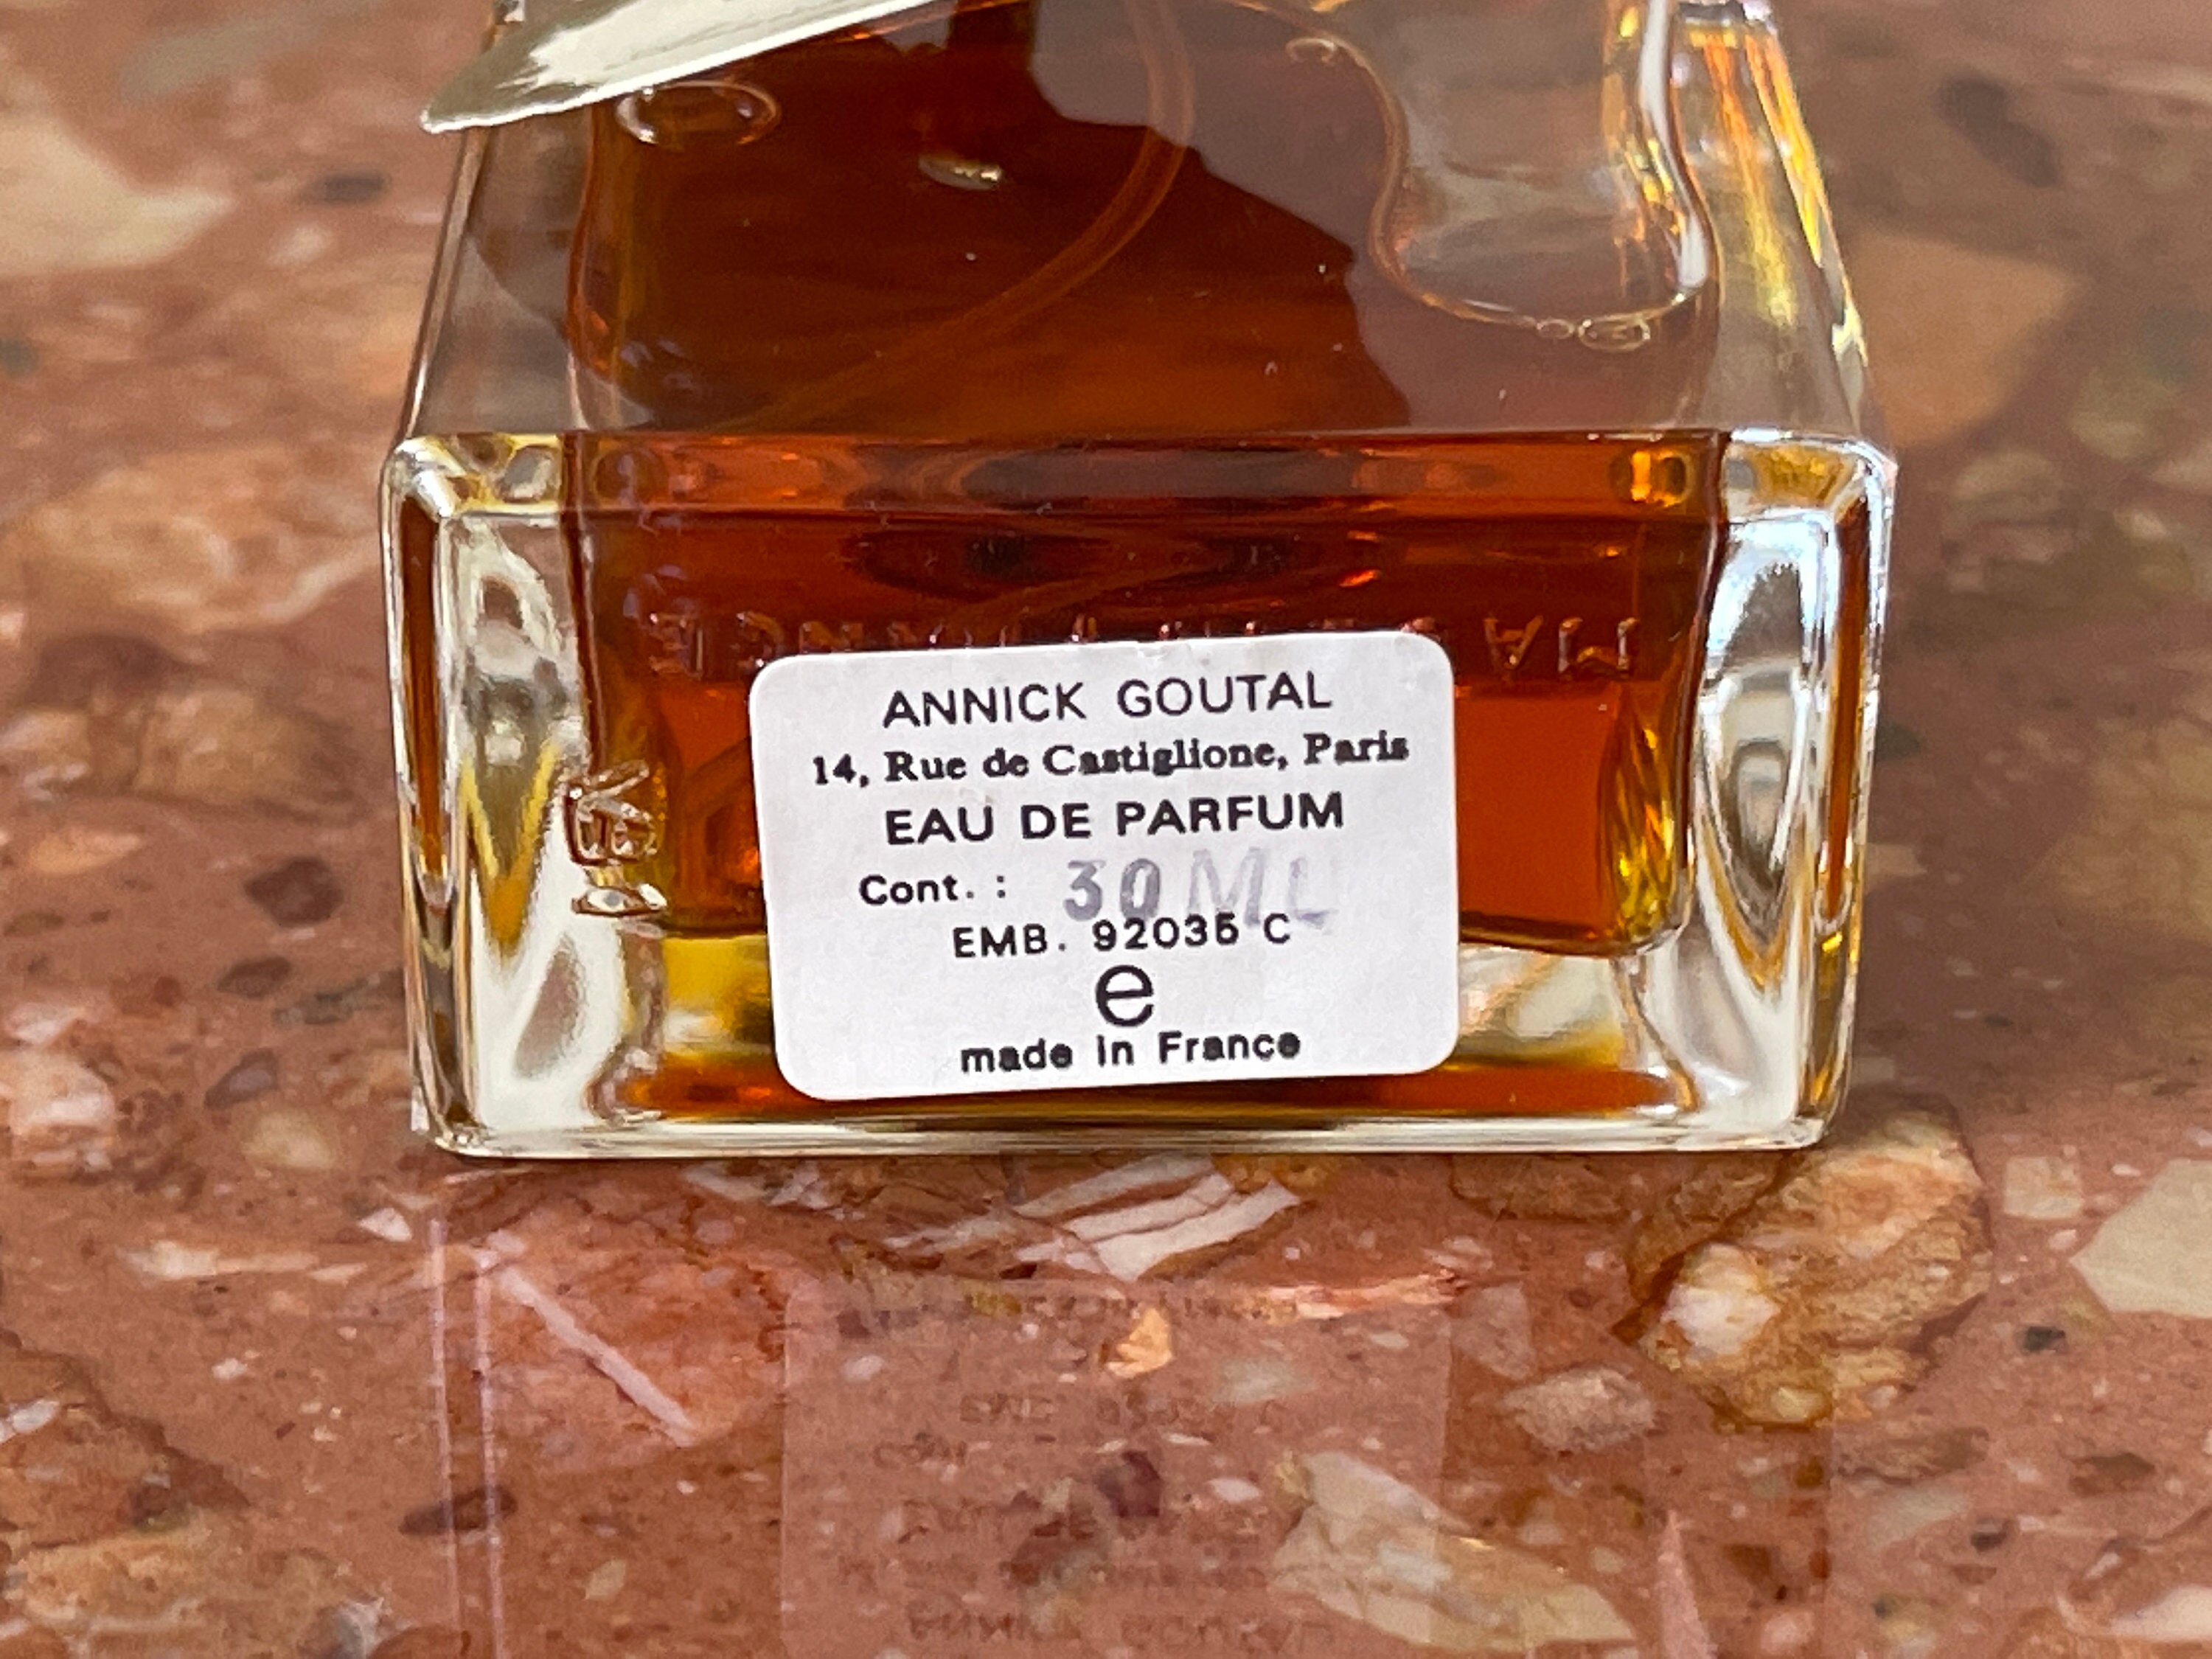 ANNICK GOUTAL
14, Rue de Castiglione, Paris
EAU DE PARFUM
Cont. : 30 ML
EMB. 92035 C
e
made in France